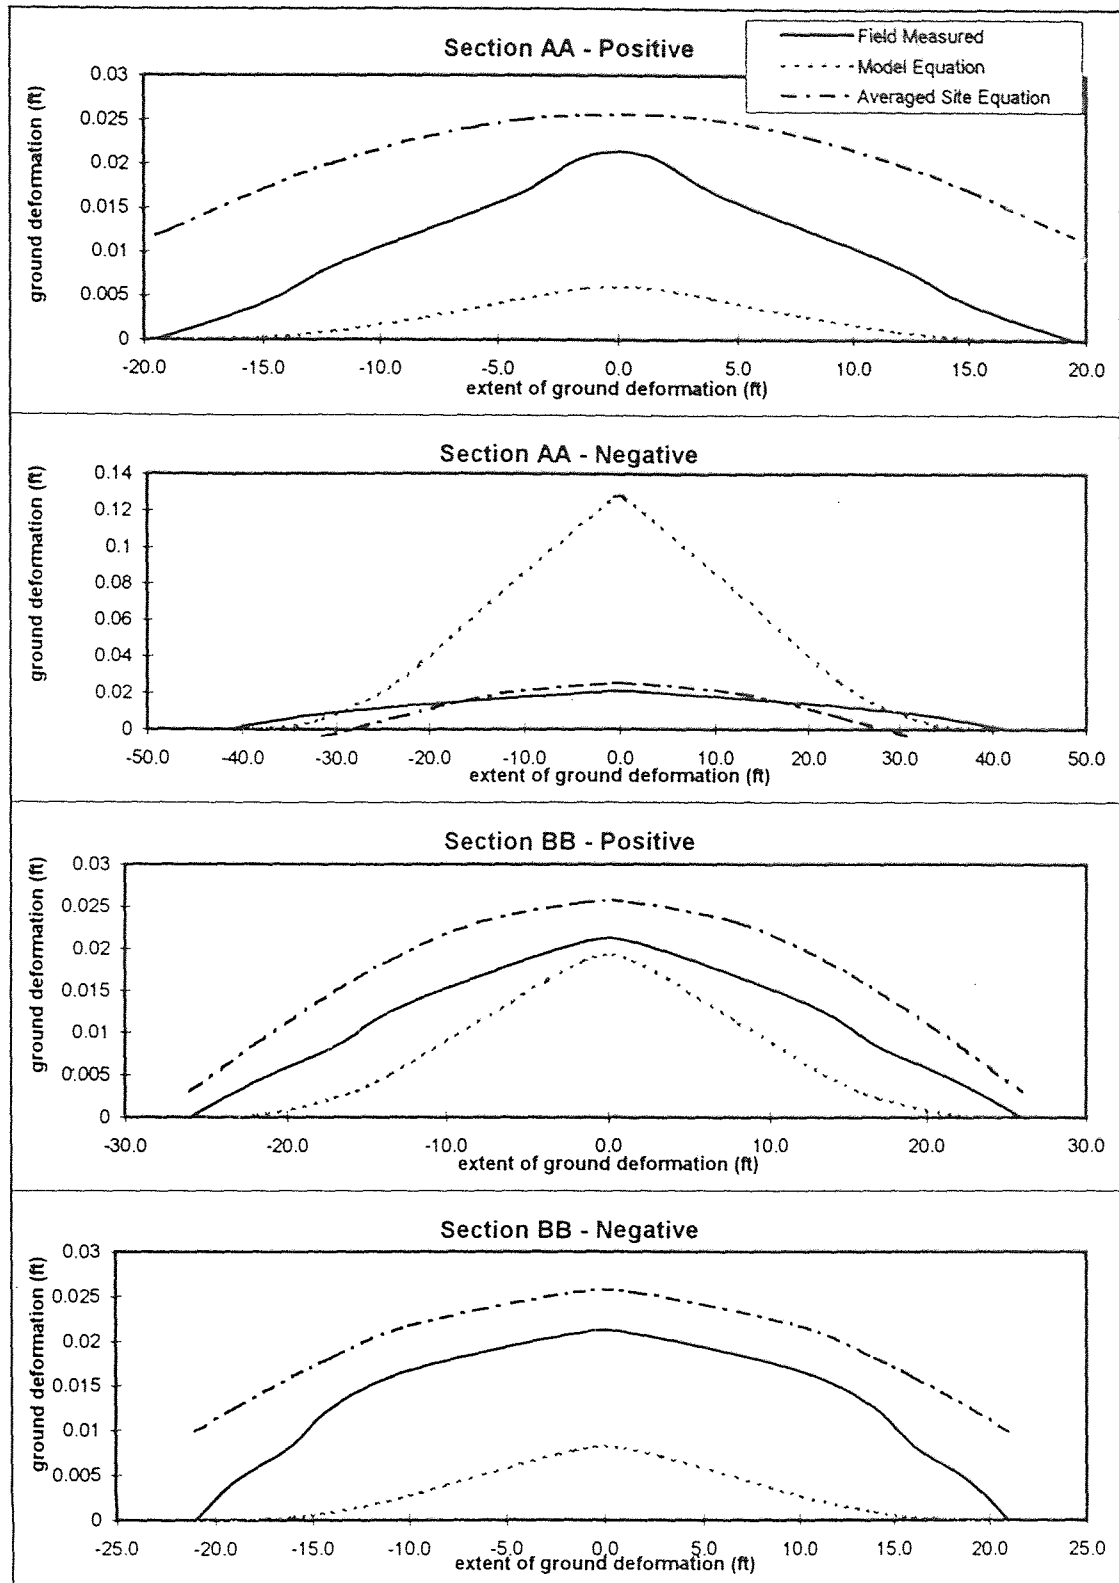 Section AA - Positive
Field Measured
Model Equation
Averaged Site Equation
ground deformation (ft)
0.03
0.025
0.02
0.015
0.01
0.005
0
-20.0 -15.0 -10.0 -5.0 0.0 5.0 10.0 15.0 20.0
extent of ground deformation (ft)
Section AA - Negative
ground deformation (ft)
0.14
0.12
0.1
0.08
0.06
0.04
0.02
0
-50.0 -40.0 -30.0 -20.0 -10.0 0.0 10.0 20.0 30.0 40.0 50.0
extent of ground deformation (ft)
Section BB - Positive
ground deformation (ft)
0.03
0.025
0.02
0.015
0.01
0.005
0
-30.0 -20.0 -10.0 0.0 10.0 20.0 30.0
extent of ground deformation (ft)
Section BB - Negative
ground deformation (ft)
0.03
0.025
0.02
0.015
0.01
0.005
0
-25.0 -20.0 -15.0 -10.0 -5.0 0.0 5.0 10.0 15.0 20.0 25.0
extent of ground deformation (ft)